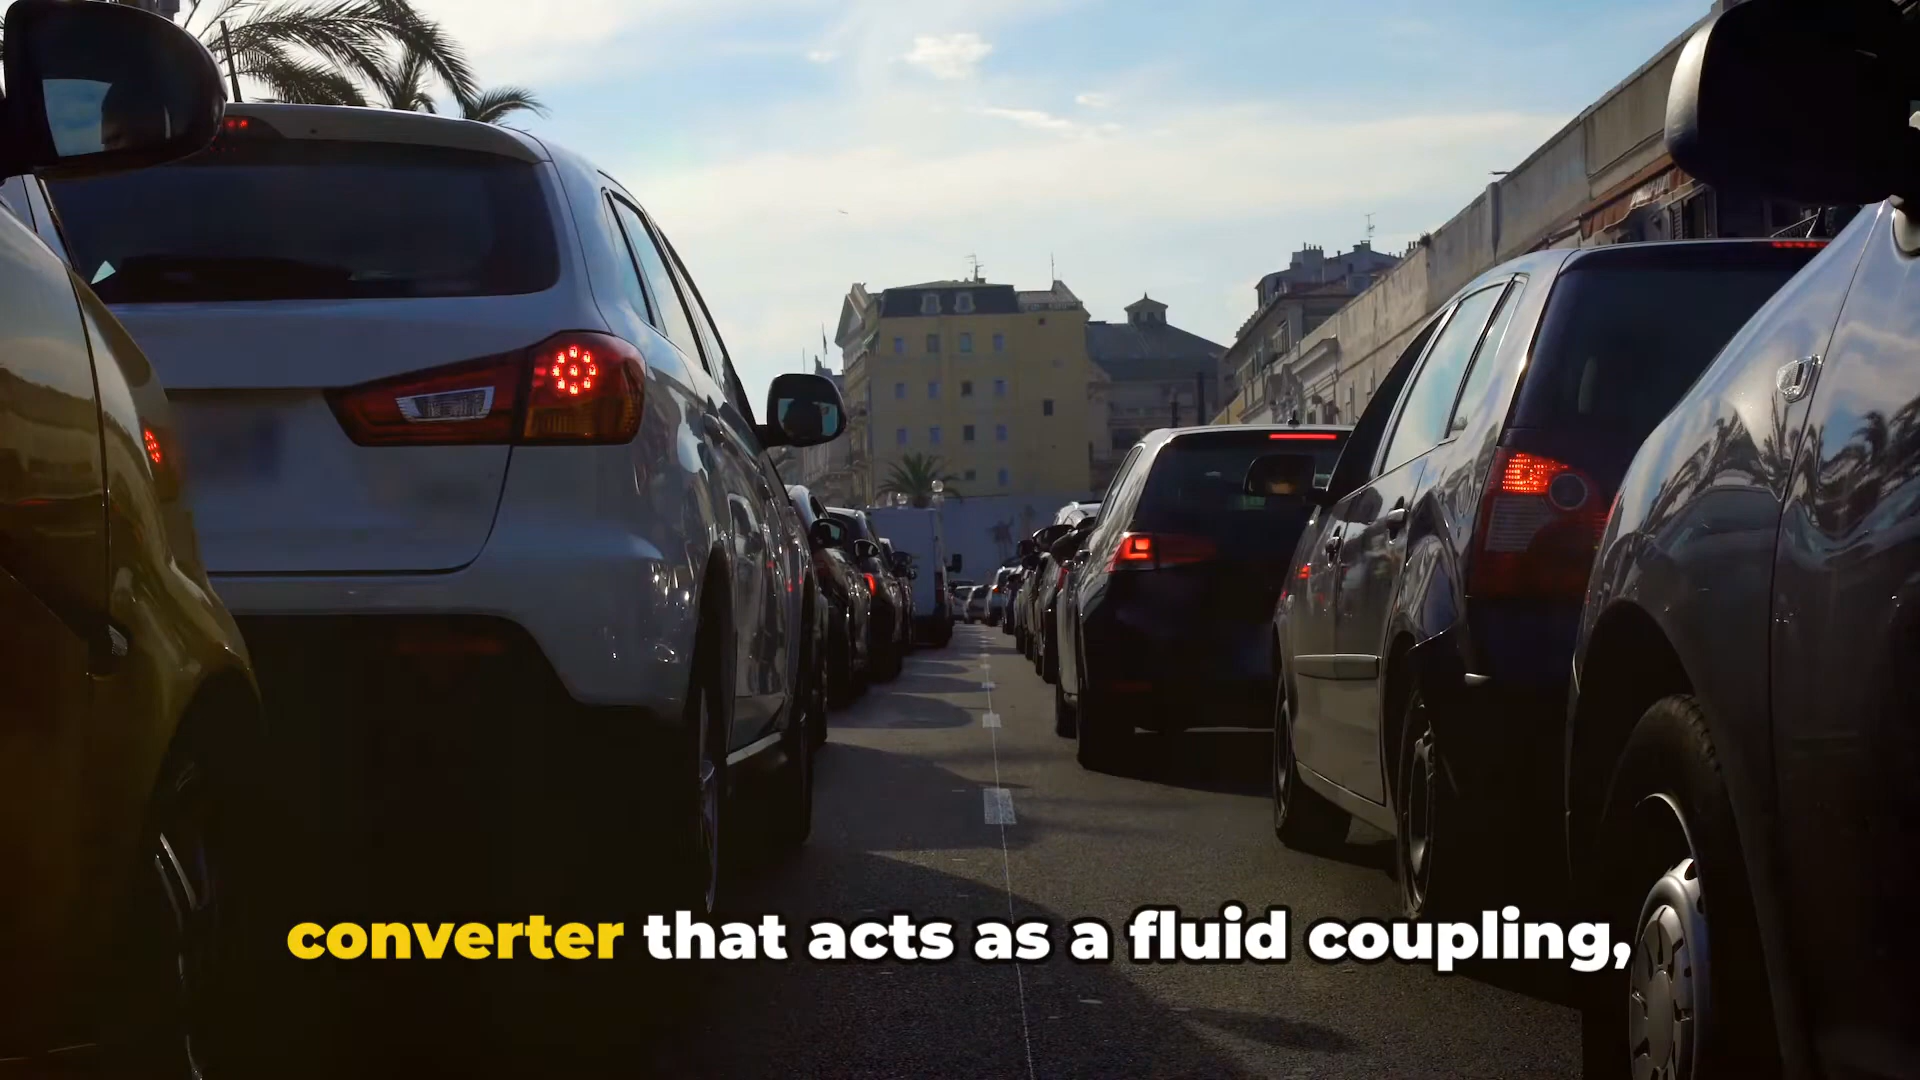 converter that acts as a fluid coupling,